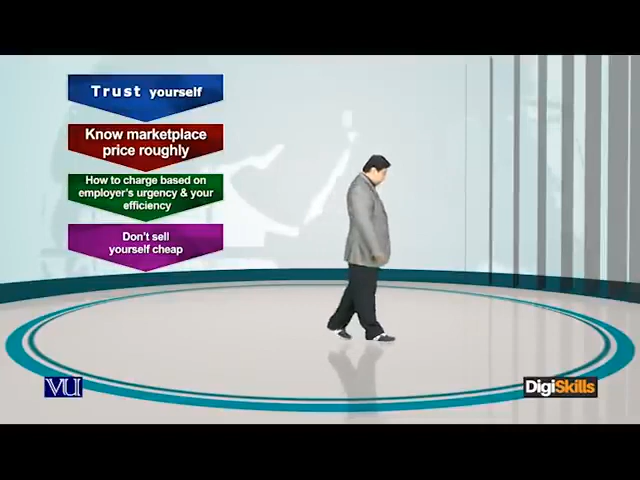 Trust yourself
Know marketplace
price roughly
How to charge based on
employer's urgency & your
efficiency
Don't sell
yourself cheap
VU
DigiSkills